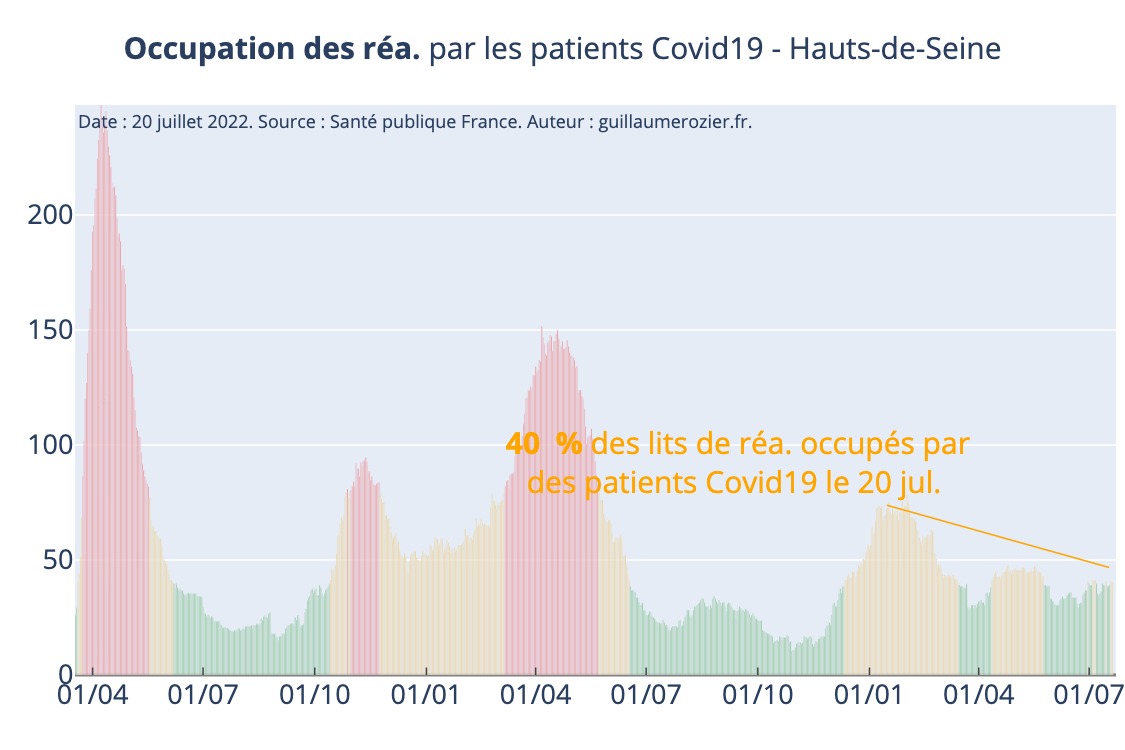 Occupation des réa. par les patients Covid19 - Hauts-de-Seine
Date : 20 juillet 2022. Source : Santé publique France. Auteur : guillaumerozier.fr.
200
150
100
50
0
40 % des lits de réa. occupés par
des patients Covid19 le 20 jul.
01/04 01/07 01/10 01/01 01/04 01/07 01/10 01/01 01/04 01/07